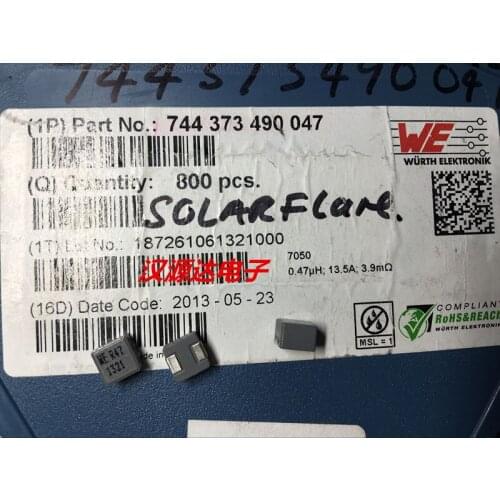 744373490047
(1P) Part No.: 744 373 490 047
WE
WÜRTH ELEKTRONIK
(Q) Quantity: 800 pcs.
SOLARFlare.
(1T) Lot No.: 187261061321000
汉源达电子
7050
0.47µH; 13.5A; 3.9mΩ
(16D) Date Code: 2013 - 05 - 23
MSL = 1
COMPLIANT
RoHS&REACh
WÜRTH ELEKTRONIK
made in
WE R47
1321